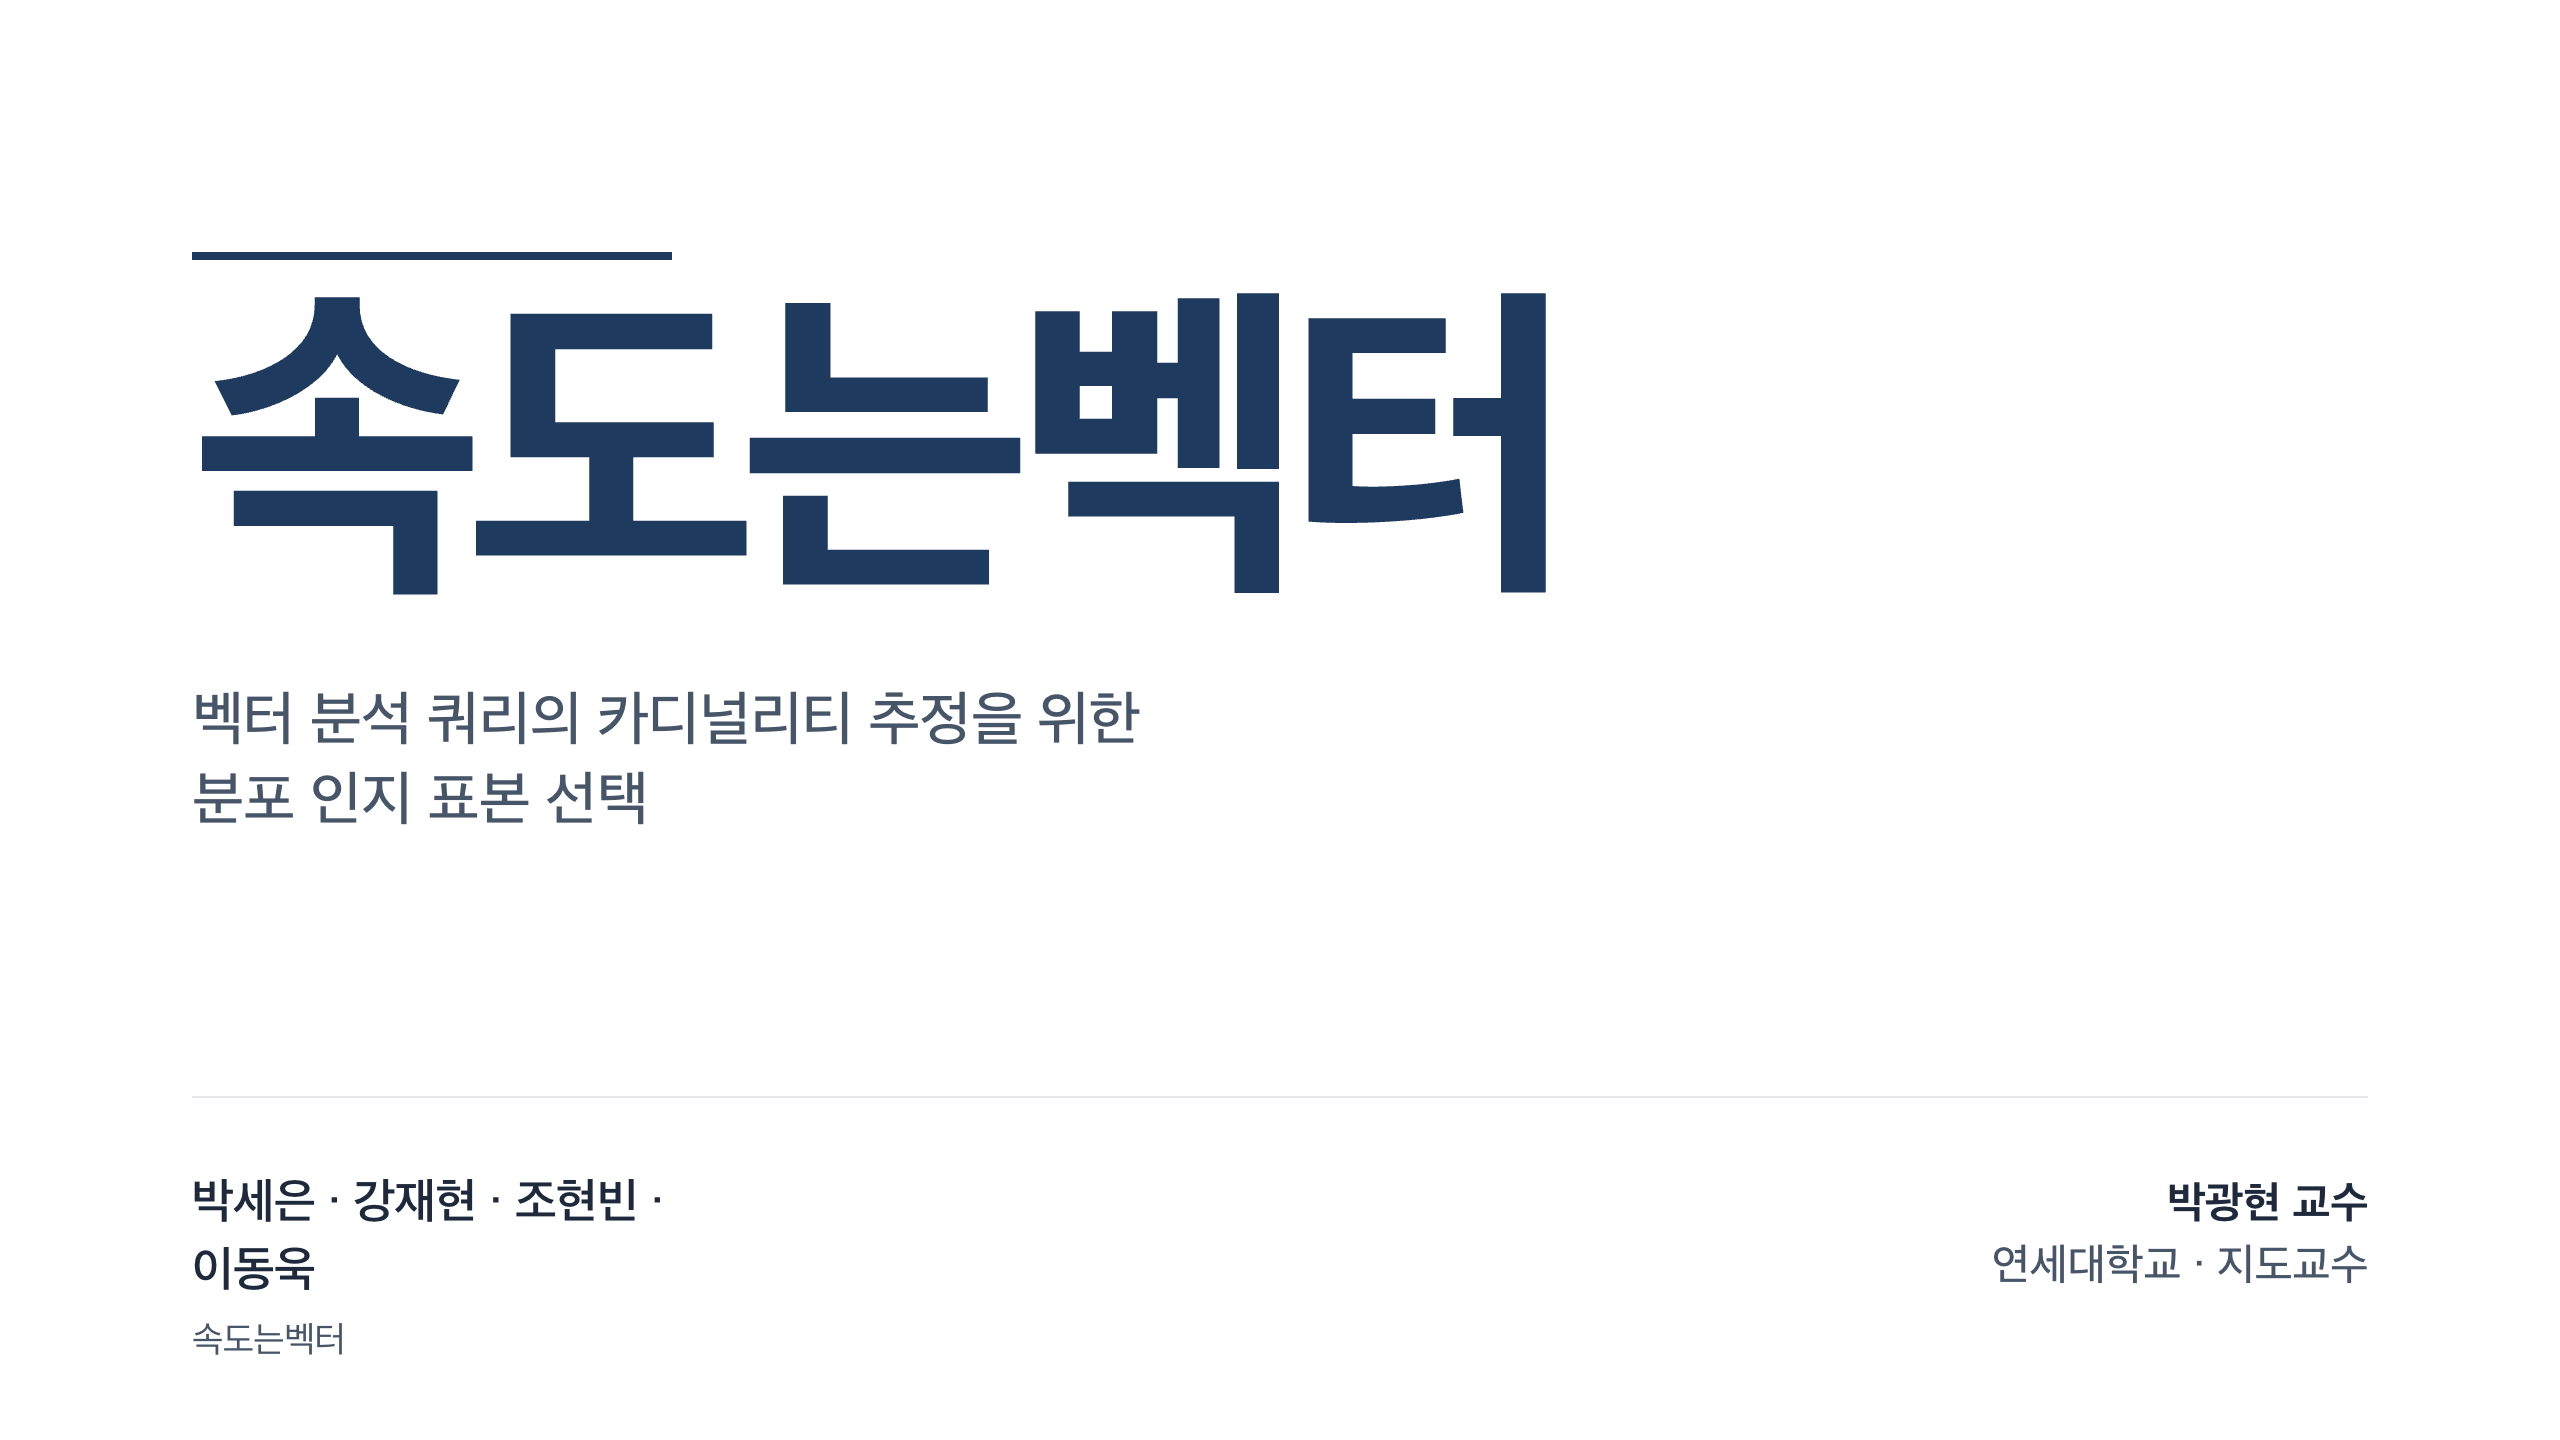 속도는벡터
벡터 분석 쿼리의 카디널리티 추정을 위한
분포 인지 표본 선택
박세은 · 강재현 · 조현빈 ·
이동욱
속도는벡터
박광현 교수
연세대학교 · 지도교수